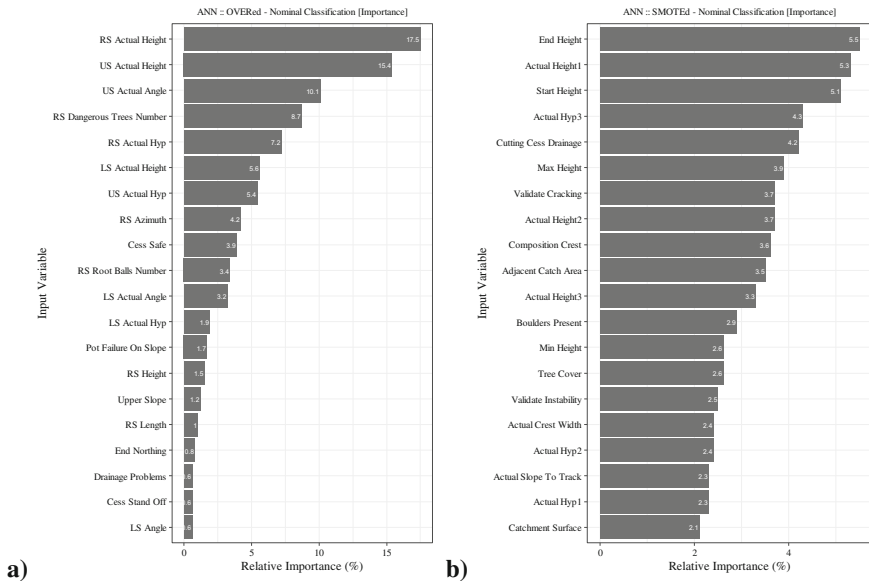 ANN :: OVERed - Nominal Classification [Importance]
RS Actual Height 17.5
US Actual Height 15.4
US Actual Angle 10.1
RS Dangerous Trees Number 8.7
RS Actual Hyp 7.2
LS Actual Height 5.6
US Actual Hyp 5.4
RS Azimuth 4.2
Cess Safe 3.9
RS Root Balls Number 3.4
LS Actual Angle 3.2
LS Actual Hyp 1.9
Pot Failure On Slope 1.7
RS Height 1.5
Upper Slope 1.2
RS Length 1
End Northing 0.8
Drainage Problems 0.6
Cess Stand Off 0.6
LS Angle
Input Variable
0 5 10 15
Relative Importance (%)
a)
ANN :: SMOTEd - Nominal Classification [Importance]
End Height 5.5
Actual Height1 5.3
Start Height 5.1
Actual Hyp3 4.3
Cutting Cess Drainage 4.2
Max Height 3.9
Validate Cracking 3.7
Actual Height2 3.7
Composition Crest 3.6
Adjacent Catch Area 3.5
Actual Height3 3.3
Boulders Present 2.9
Min Height 2.6
Tree Cover 2.6
Validate Instability 2.5
Actual Crest Width 2.4
Actual Hyp2 2.4
Actual Slope To Track 2.3
Actual Hyp1 2.3
Catchment Surface 2.1
Input Variable
0 2 4
Relative Importance (%)
b)